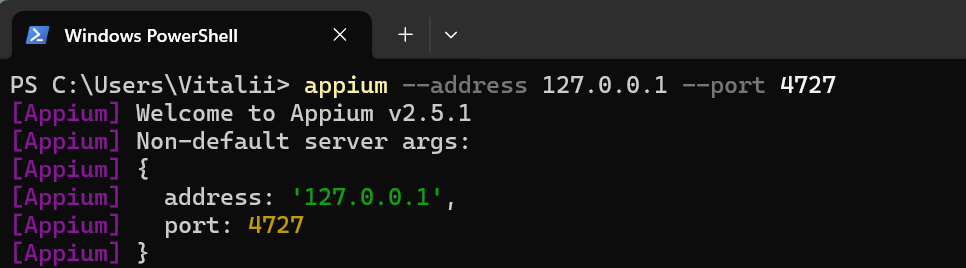 Windows PowerShell
PS C:\Users\Vitalii> appium --address 127.0.0.1 --port 4727
[Appium] Welcome to Appium v2.5.1
[Appium] Non-default server args:
[Appium] {
[Appium]   address: '127.0.0.1',
[Appium]   port: 4727
[Appium] }